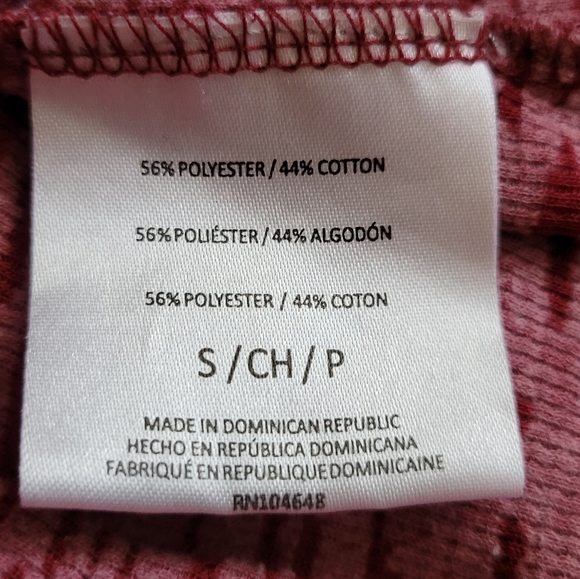 56% POLYESTER / 44% COTTON
56% POLIÉSTER / 44% ALGODÓN
56% POLYESTER / 44% COTON
S / CH / P
MADE IN DOMINICAN REPUBLIC
HECHO EN REPÚBLICA DOMINICANA
FABRIQUÉ EN REPUBLIQUE DOMINICAINE
RN104648